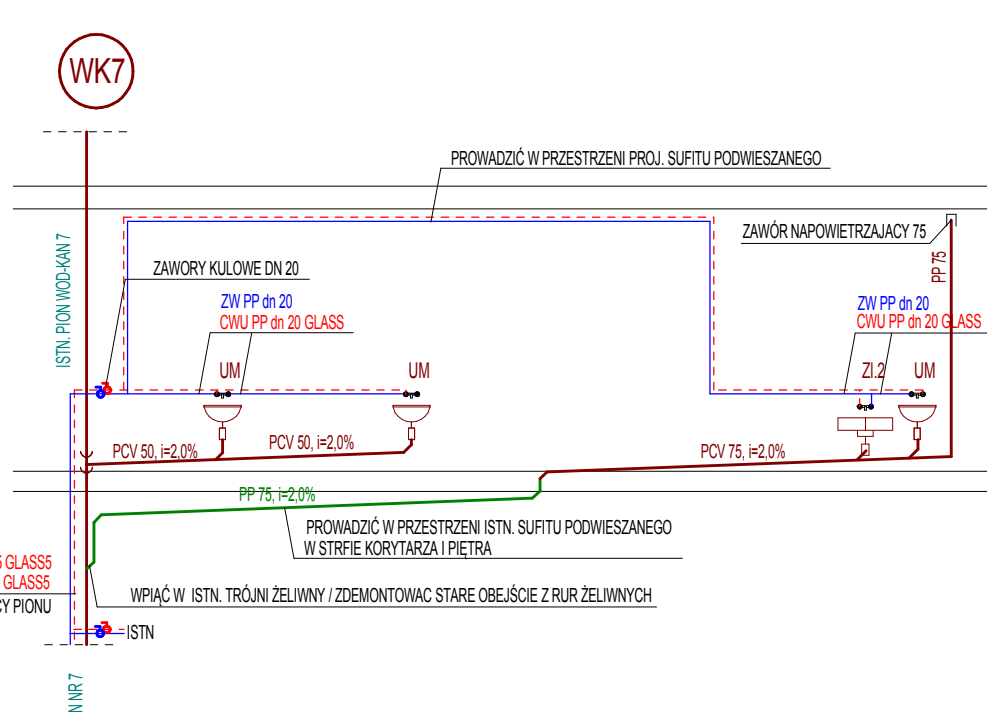 WK7
PROWADZIĆ W PRZESTRZENI PROJ. SUFITU PODWIESZANEGO
ZAWÓR NAPOWIETRZAJACY 75
PP 75
ISTN. PION WOD-KAN 7
ZAWORY KULOWE DN 20
ZW PP dn 20
CWU PP dn 20 GLASS
ZW PP dn 20
CWU PP dn 20 GLASS
UM
UM
ZI.2
UM
PCV 50, i=2,0%
PCV 50, i=2,0%
PCV 75, i=2,0%
PP 75, i=2,0%
PROWADZIĆ W PRZESTRZENI ISTN. SUFITU PODWIESZANEGO
W STRFIE KORYTARZA I PIĘTRA
5 GLASS5
GLASS5
CY PIONU
WPIĄĆ W ISTN. TRÓJNI ŻELIWNY / ZDEMONTOWAC STARE OBEJŚCIE Z RUR ŻELIWNYCH
ISTN
N NR 7